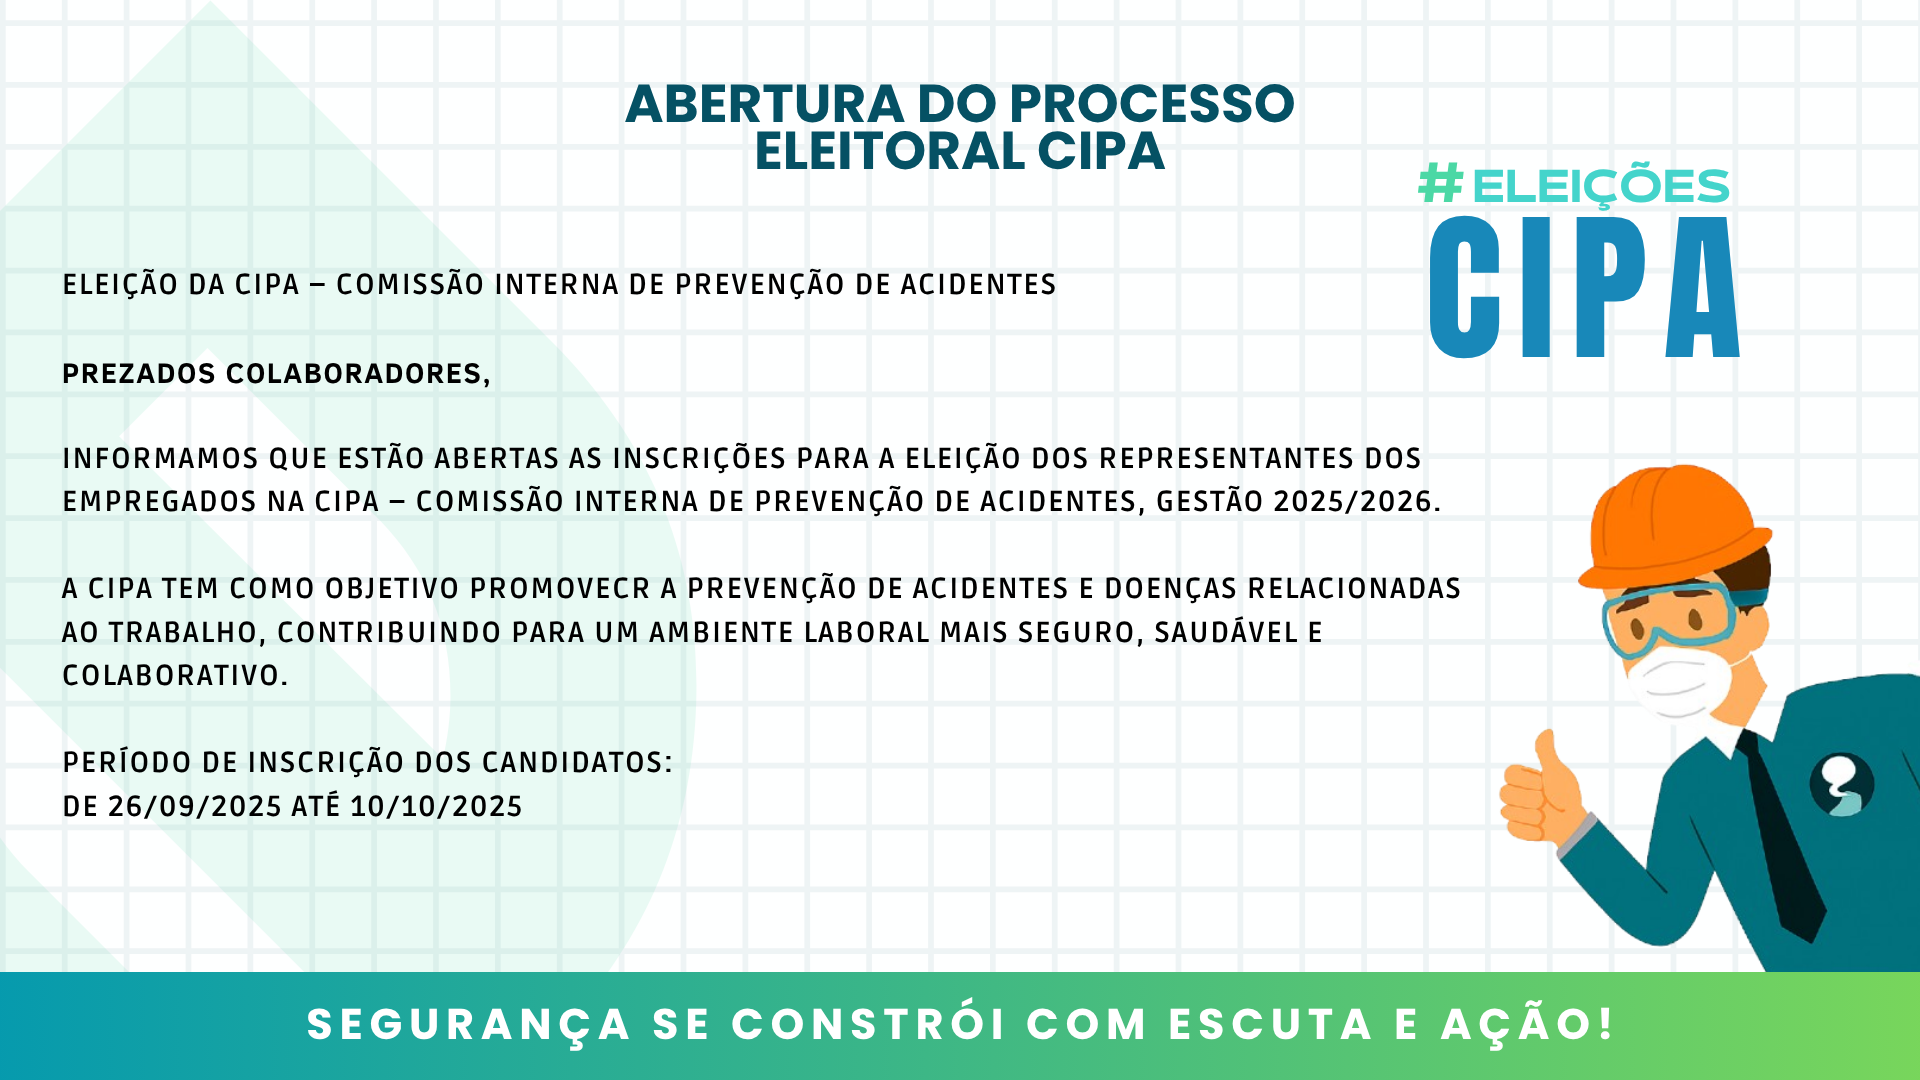 ABERTURA DO PROCESSO
ELEITORAL CIPA
#ELEIÇÕES
CIPA
ELEIÇÃO DA CIPA – COMISSÃO INTERNA DE PREVENÇÃO DE ACIDENTES
PREZADOS COLABORADORES,
INFORMAMOS QUE ESTÃO ABERTAS AS INSCRIÇÕES PARA A ELEIÇÃO DOS REPRESENTANTES DOS
EMPREGADOS NA CIPA – COMISSÃO INTERNA DE PREVENÇÃO DE ACIDENTES, GESTÃO 2025/2026.
A CIPA TEM COMO OBJETIVO PROMOVECR A PREVENÇÃO DE ACIDENTES E DOENÇAS RELACIONADAS
AO TRABALHO, CONTRIBUINDO PARA UM AMBIENTE LABORAL MAIS SEGURO, SAUDÁVEL E
COLABORATIVO.
PERÍODO DE INSCRIÇÃO DOS CANDIDATOS:
DE 26/09/2025 ATÉ 10/10/2025
SEGURANÇA SE CONSTRÓI COM ESCUTA E AÇÃO!